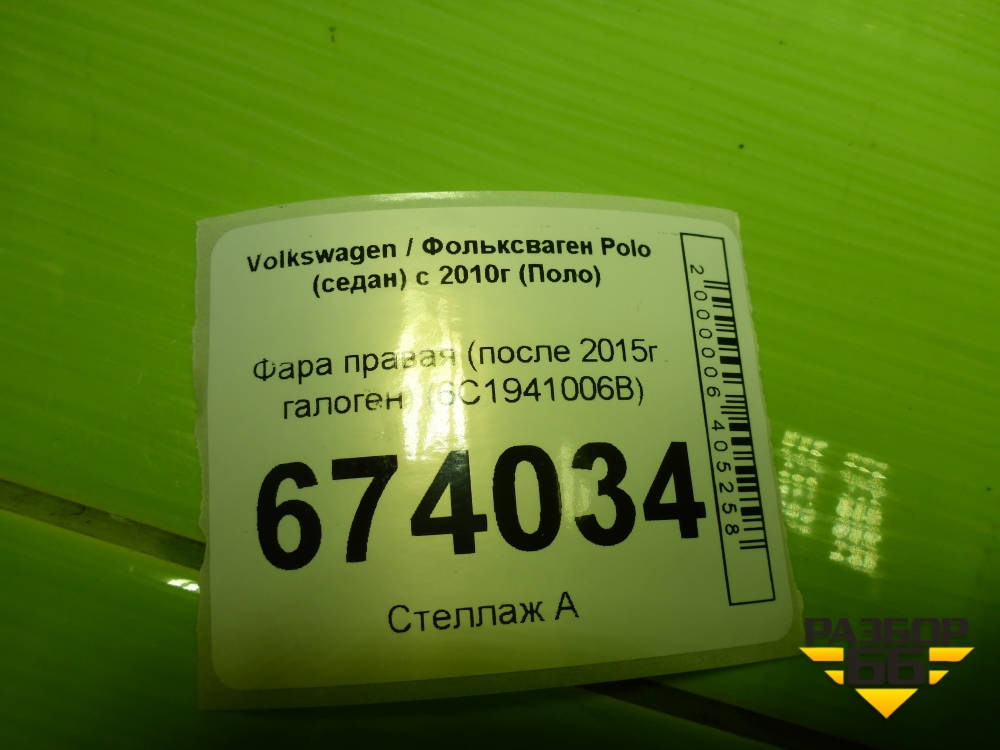 Volkswagen / Фольксваген Polo
(седан) с 2010г (Поло)
Фара правая (после 2015г
галоген) (6C1941006B)
674034
Стеллаж А
2000006405258
РАЗБОР
66